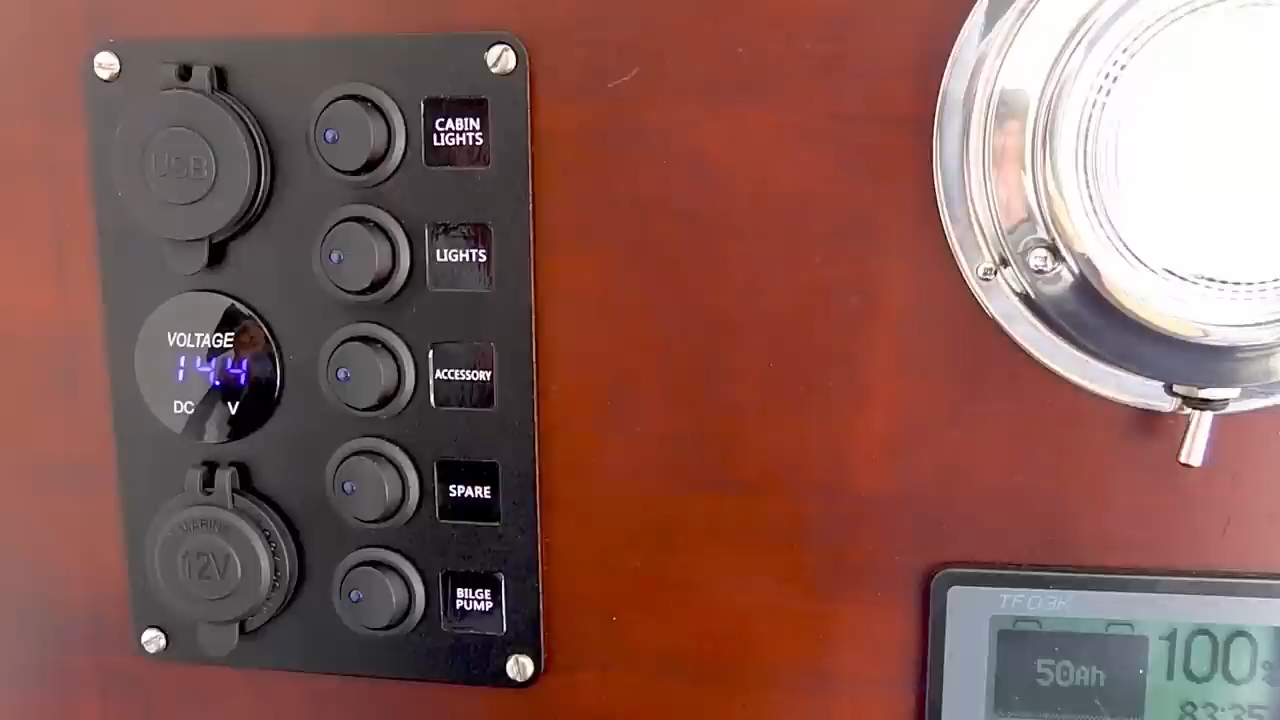 USB
CABIN
LIGHTS
LIGHTS
VOLTAGE
14.4
DC V
ACCESSORY
SPARE
12V
BILGE
PUMP
TF03K
50Ah
100%